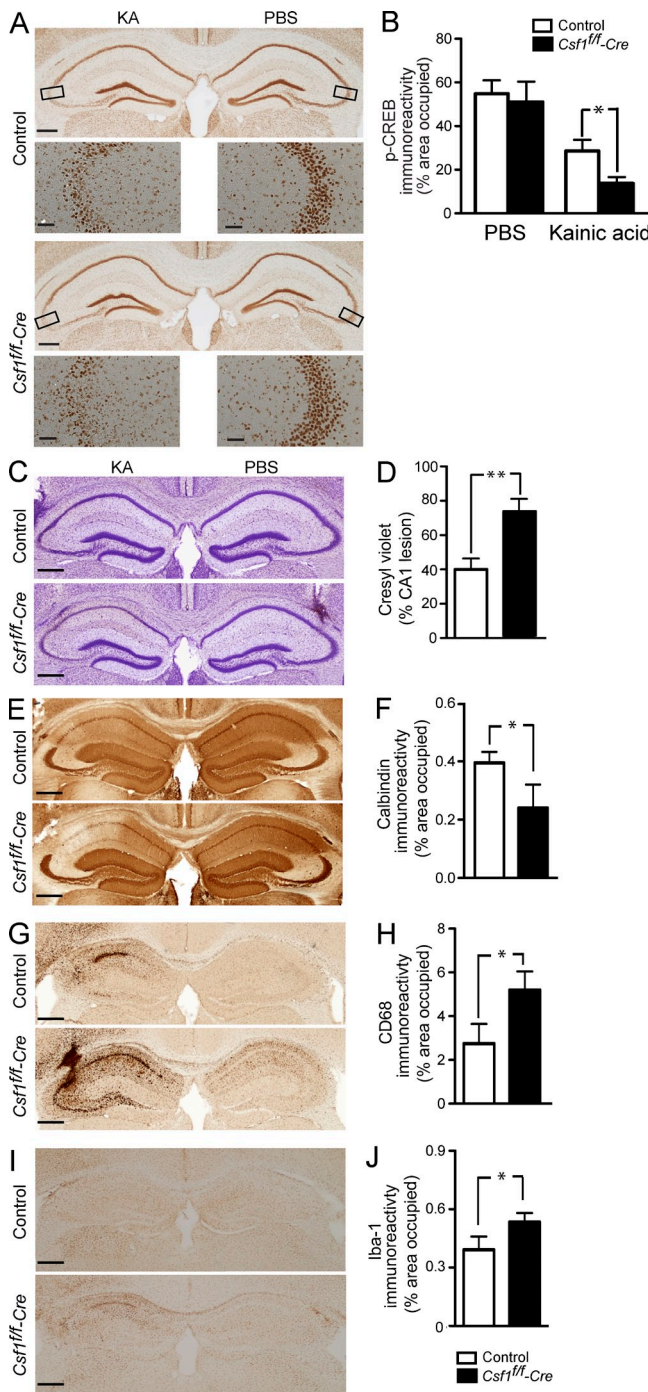 A
KA
PBS
Control
Csf1f/f-Cre
B
Control
Csf1f/f-Cre
p-CREB
immunoreactivity
(% area occupied)
80
60
40
20
0
*
PBS
Kainic acid
C
KA
PBS
Control
Csf1f/f-Cre
D
Cresyl violet
(% CA1 lesion)
100
80
60
40
20
0
**
E
Control
Csf1f/f-Cre
F
Calbindin
immunoreactivty
(% area occupied)
0.6
0.4
0.2
0.0
*
G
Control
Csf1f/f-Cre
H
CD68
immunoreactivty
(% area occupied)
8
6
4
2
0
*
I
Control
Csf1f/f-Cre
J
Iba-1
immunoreactivty
(% area occupied)
0.9
0.6
0.3
0
*
Control
Csf1f/f-Cre